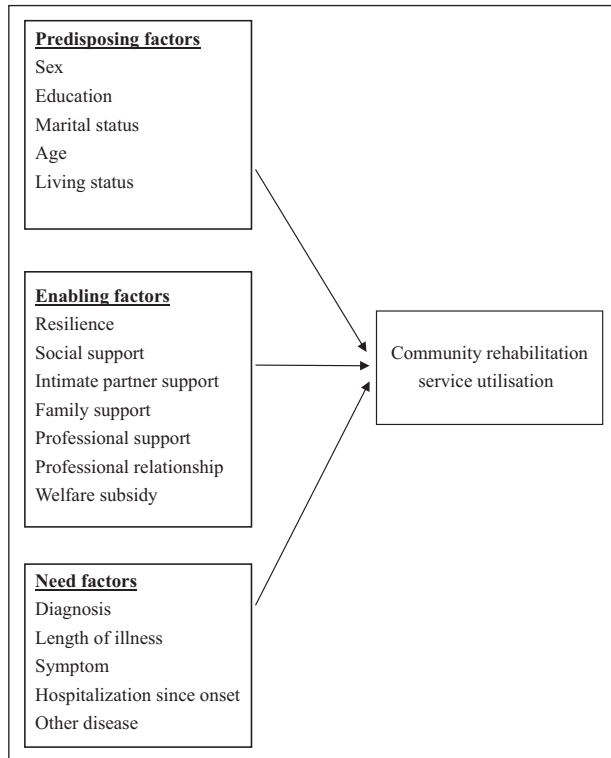 Predisposing factors
Sex
Education
Marital status
Age
Living status
Enabling factors
Resilience
Social support
Intimate partner support
Family support
Professional support
Professional relationship
Welfare subsidy
Need factors
Diagnosis
Length of illness
Symptom
Hospitalization since onset
Other disease
Community rehabilitation
service utilisation